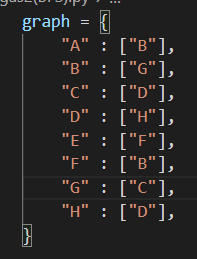 graph = {
"A" : ["B"],
"B" : ["G"],
"C" : ["D"],
"D" : ["H"],
"E" : ["F"],
"F" : ["B"],
"G" : ["C"],
"H" : ["D"],
}